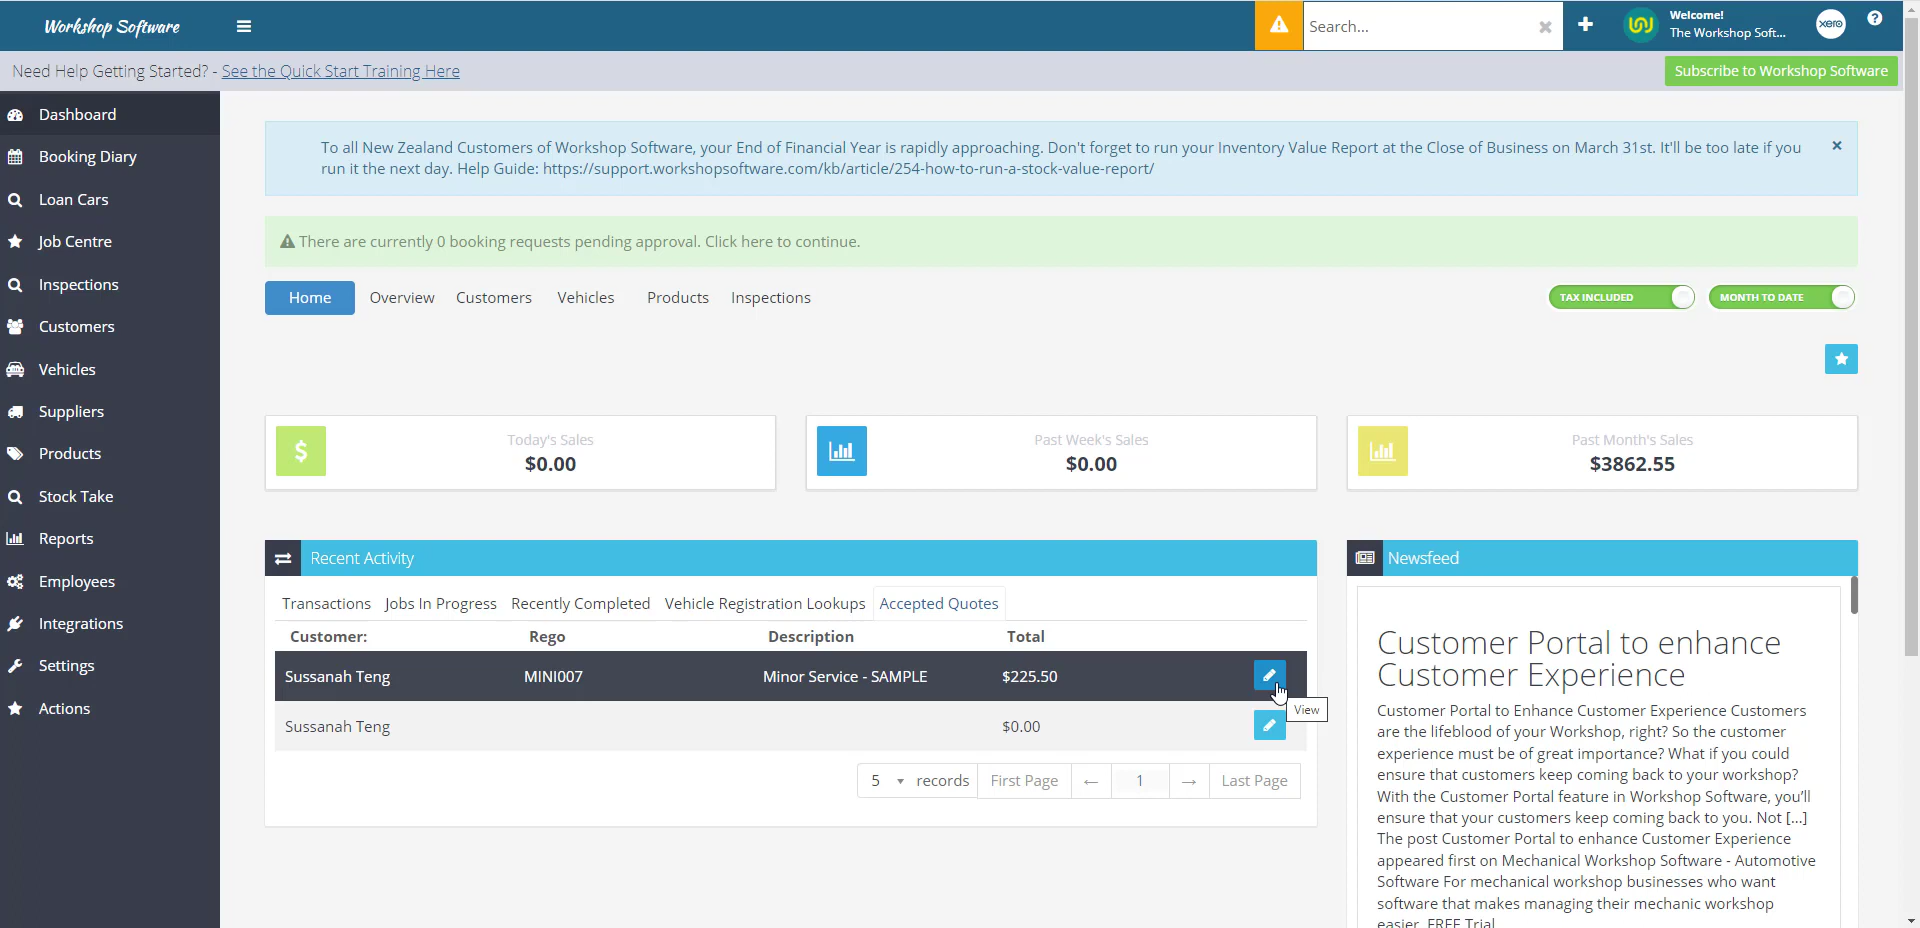 Workshop Software
Search...
Welcome!
The Workshop Soft...
xero
Need Help Getting Started? - See the Quick Start Training Here
Subscribe to Workshop Software
Dashboard
Booking Diary
Loan Cars
Job Centre
Inspections
Customers
Vehicles
Suppliers
Products
Stock Take
Reports
Employees
Integrations
Settings
Actions
To all New Zealand Customers of Workshop Software, your End of Financial Year is rapidly approaching. Don't forget to run your Inventory Value Report at the Close of Business on March 31st. It'll be too late if you
run it the next day. Help Guide: https://support.workshopsoftware.com/kb/article/254-how-to-run-a-stock-value-report/
There are currently 0 booking requests pending approval. Click here to continue.
Home Overview Customers Vehicles Products Inspections
TAX INCLUDED
MONTH TO DATE
Today's Sales
$0.00
Past Week's Sales
$0.00
Past Month's Sales
$3862.55
Recent Activity
Transactions Jobs In Progress Recently Completed Vehicle Registration Lookups Accepted Quotes
Customer: Rego Description Total
Sussanah Teng MINI007 Minor Service - SAMPLE $225.50
View
Sussanah Teng $0.00
5 records First Page ← 1 → Last Page
Newsfeed
Customer Portal to enhance
Customer Experience
Customer Portal to Enhance Customer Experience Customers
are the lifeblood of your Workshop, right? So the customer
experience must be of great importance? What if you could
ensure that customers keep coming back to your workshop?
With the Customer Portal feature in Workshop Software, you'll
ensure that your customers keep coming back to you. Not [...]
The post Customer Portal to enhance Customer Experience
appeared first on Mechanical Workshop Software - Automotive
Software For mechanical workshop businesses who want
software that makes managing their mechanic workshop
easier. FREE Trial